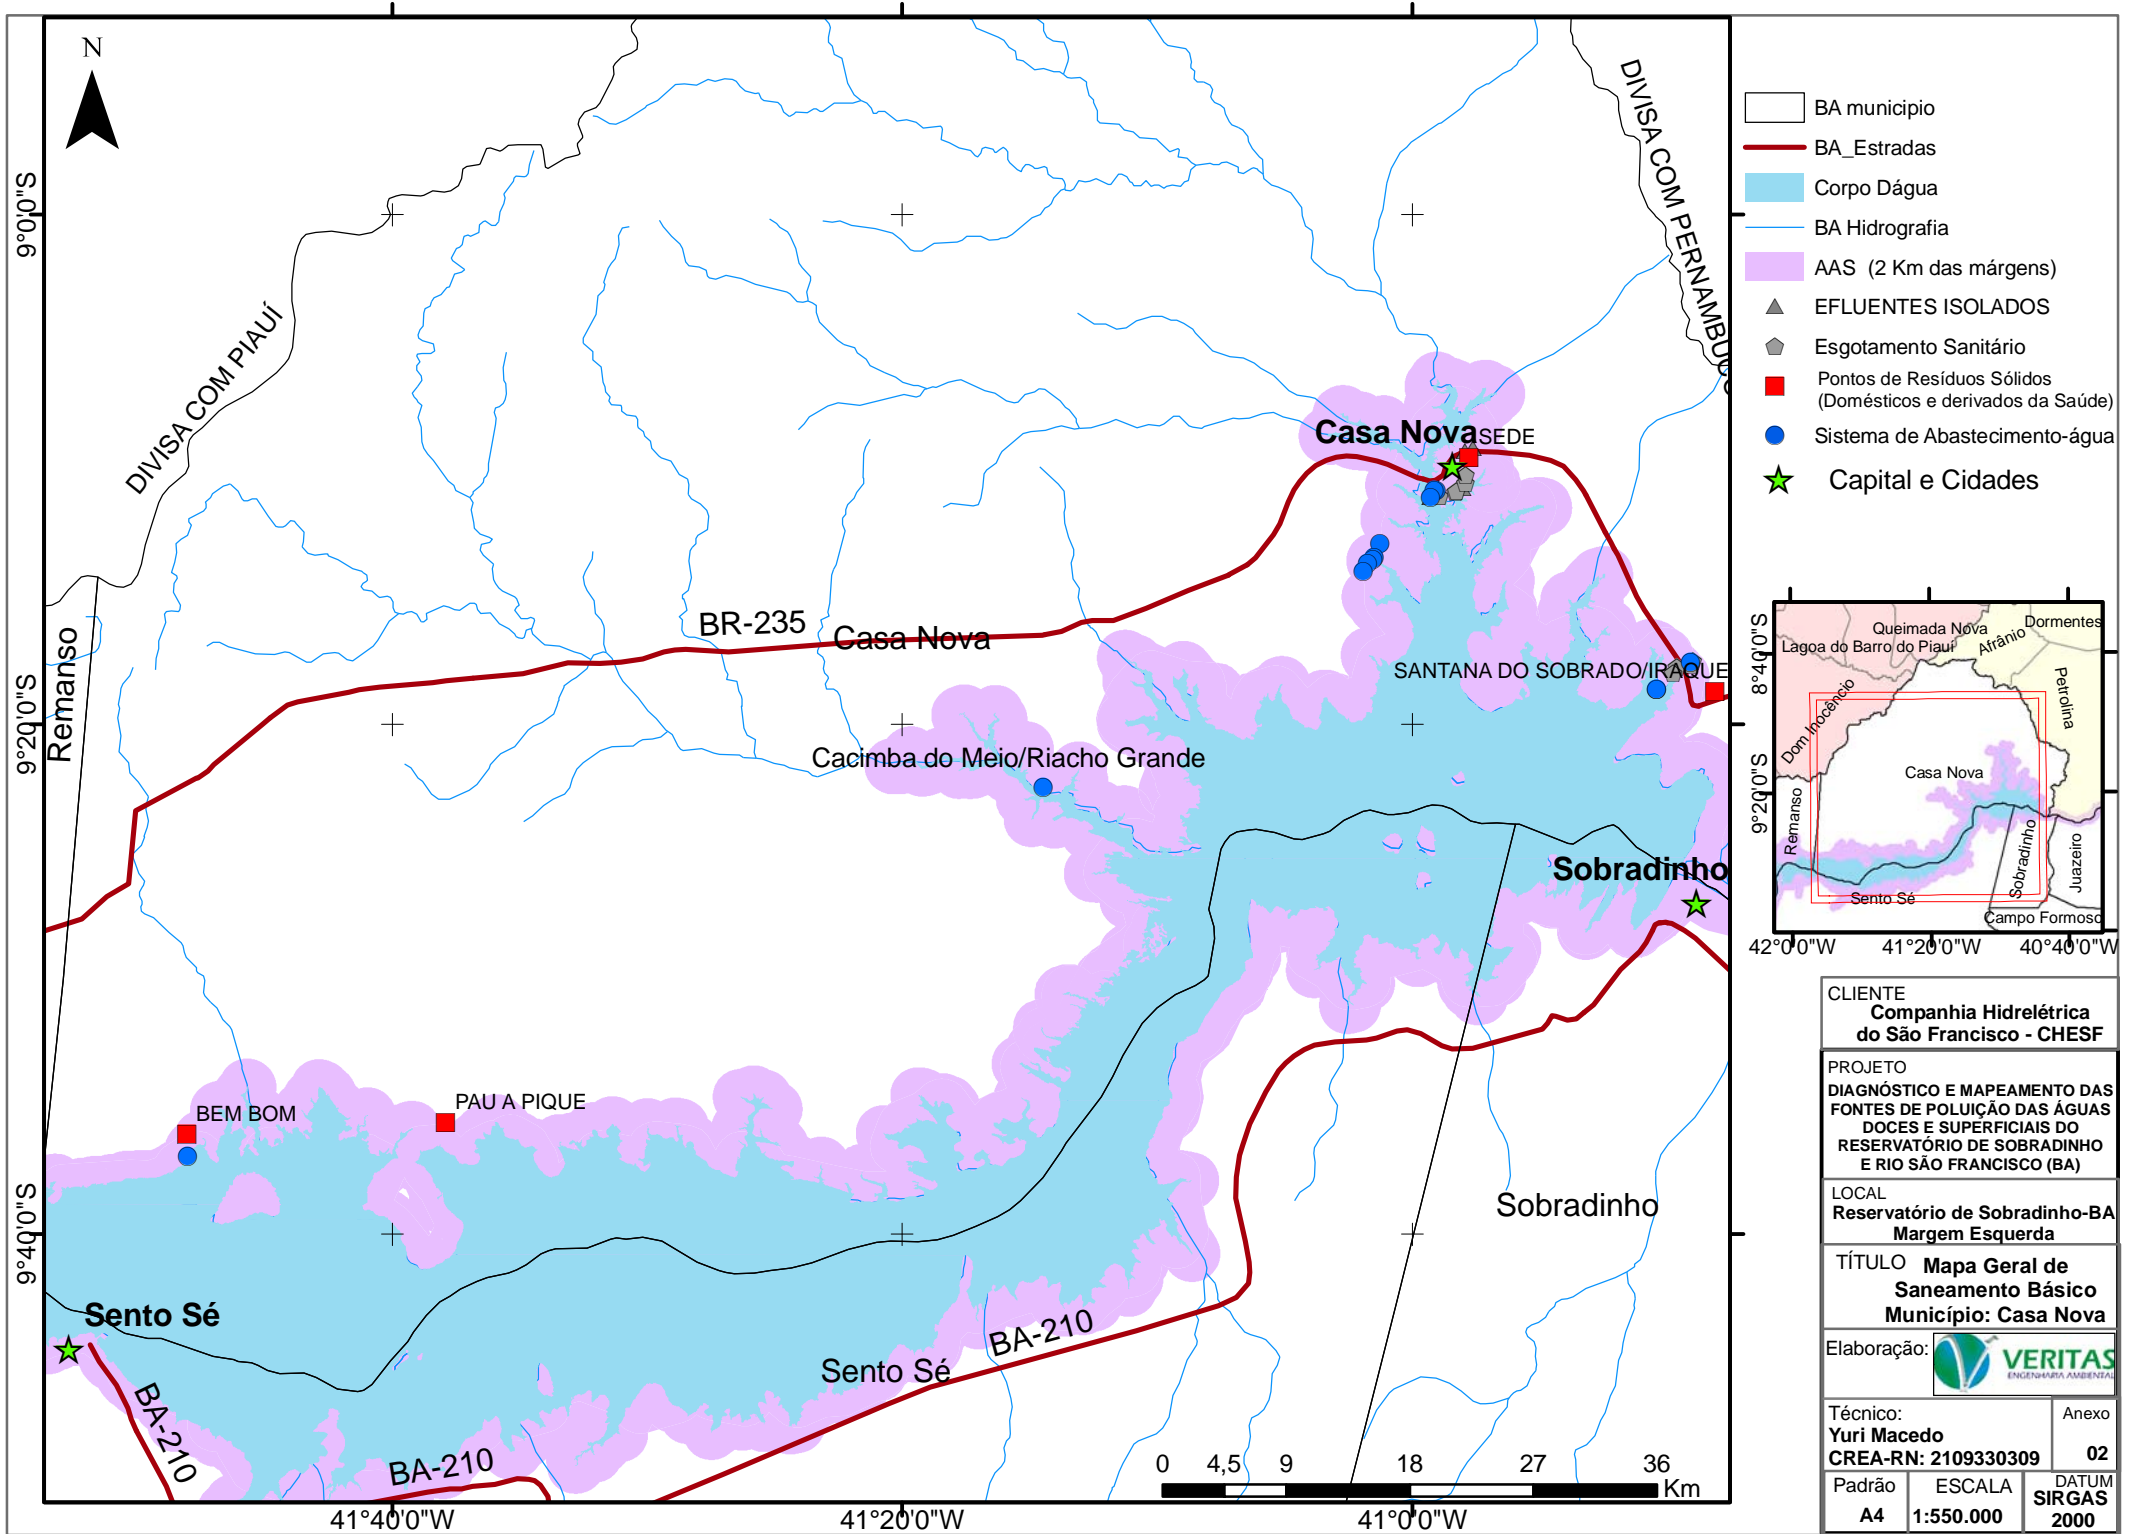 N
DIVISA COM PIAUÍ
DIVISA COM PERNAMBUCO
9°0'0"S
9°20'0"S
9°40'0"S
Remanso
BR-235
Casa Nova
Casa Nova
SEDE
SANTANA DO SOBRADO/IRAQUE
Cacimba do Meio/Riacho Grande
Sobradinho
BEM BOM
PAU A PIQUE
Sobradinho
Sento Sé
Sento Sé
BA-210
BA-210
BA-210
0 4,5 9 18 27 36
Km
41°40'0"W
41°20'0"W
41°0'0"W
BA municipio
BA_Estradas
Corpo Dágua
BA Hidrografia
AAS (2 Km das márgens)
EFLUENTES ISOLADOS
Esgotamento Sanitário
Pontos de Resíduos Sólidos
(Domésticos e derivados da Saúde)
Sistema de Abastecimento-água
Capital e Cidades
Queimada Nova
Dormentes
Lagoa do Barro do Piauí
Afrânio
Dom Inocêncio
Petrolina
Casa Nova
Remanso
Sobradinho
Juazeiro
Sento Sé
Campo Formoso
8°40'0"S
9°20'0"S
42°0'0"W
41°20'0"W
40°40'0"W
CLIENTE
Companhia Hidrelétrica
do São Francisco - CHESF
PROJETO
DIAGNÓSTICO E MAPEAMENTO DAS
FONTES DE POLUIÇÃO DAS ÁGUAS
DOCES E SUPERFICIAIS DO
RESERVATÓRIO DE SOBRADINHO
E RIO SÃO FRANCISCO (BA)
LOCAL
Reservatório de Sobradinho-BA
Margem Esquerda
TÍTULO Mapa Geral de
Saneamento Básico
Município: Casa Nova
Elaboração:
VERITAS
ENGENHARIA AMBIENTAL
Técnico:
Yuri Macedo
CREA-RN: 2109330309
Anexo
02
Padrão
A4
ESCALA
1:550.000
DATUM
SIRGAS
2000